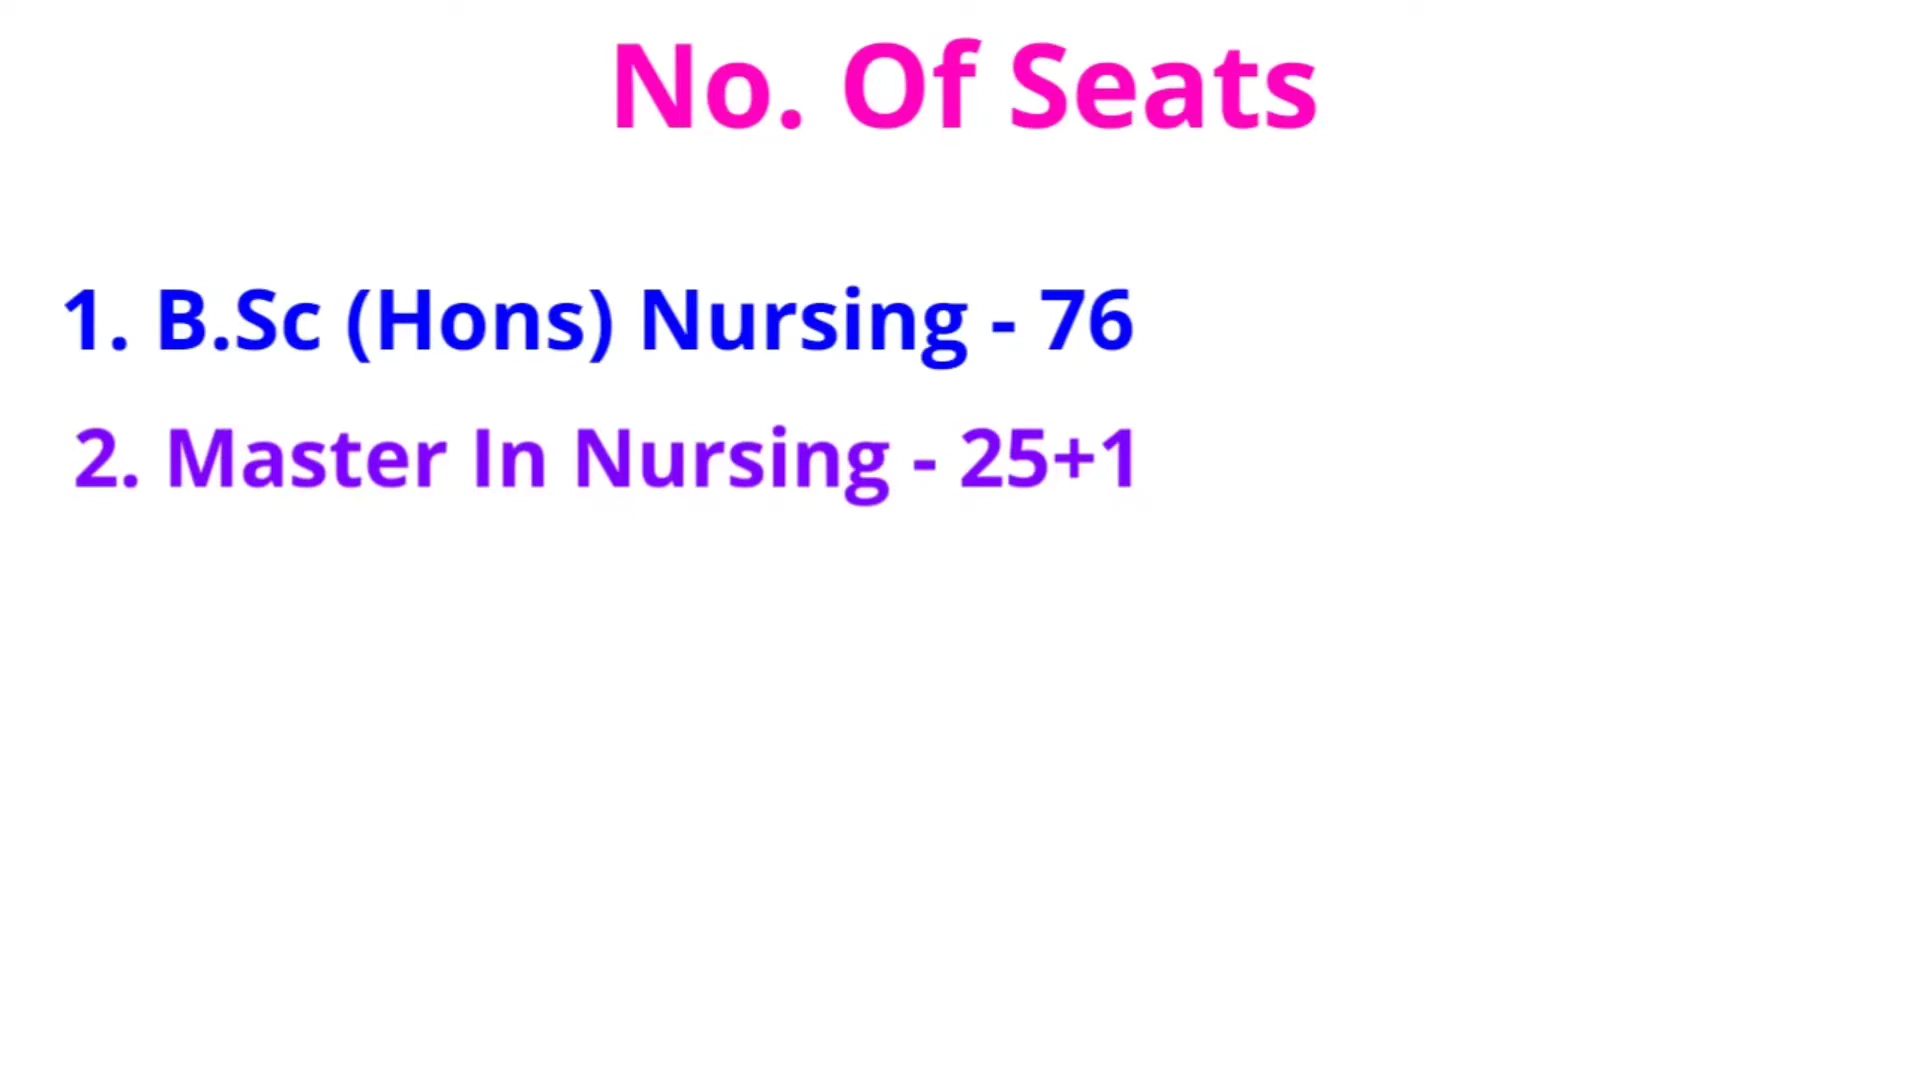 No. Of Seats
1. B.Sc (Hons) Nursing - 76
2. Master In Nursing - 25+1